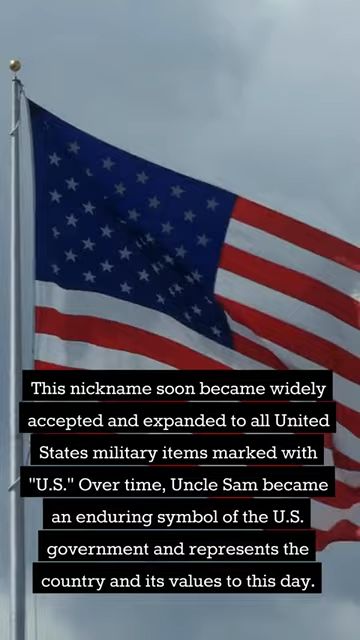 This nickname soon became widely
accepted and expanded to all United
States military items marked with
"U.S." Over time, Uncle Sam became
an enduring symbol of the U.S.
government and represents the
country and its values to this day.